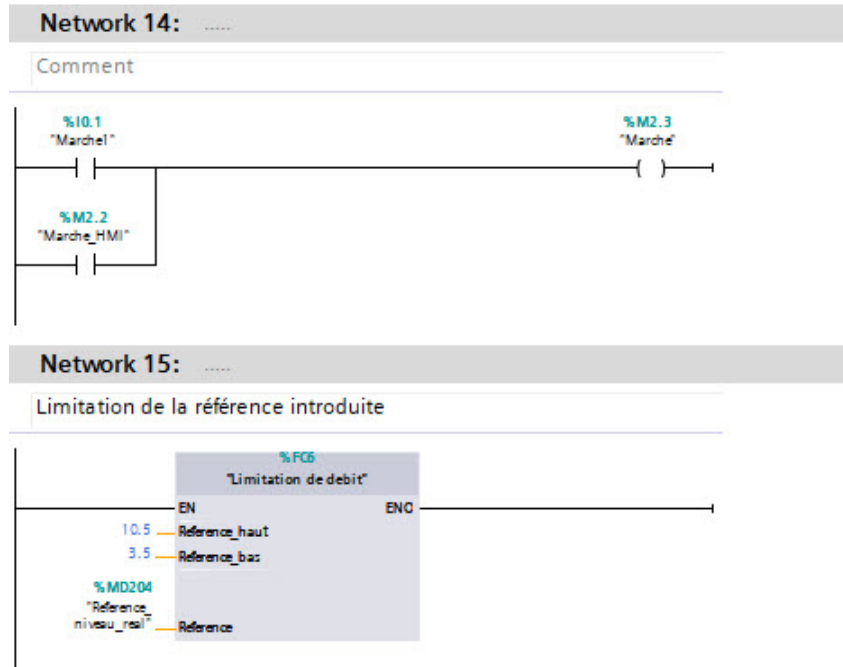 Network 14: .....
Comment
%I0.1
"Marche1"
%M2.3
"Marche"
%M2.2
"Marche_HMI"
Network 15: .....
Limitation de la référence introduite
%FC6
"Limitation de debit"
EN
ENO
10.5
Reference_haut
3.5
Reference_bas
%MD204
"Reference_
niveau_real"
Reference